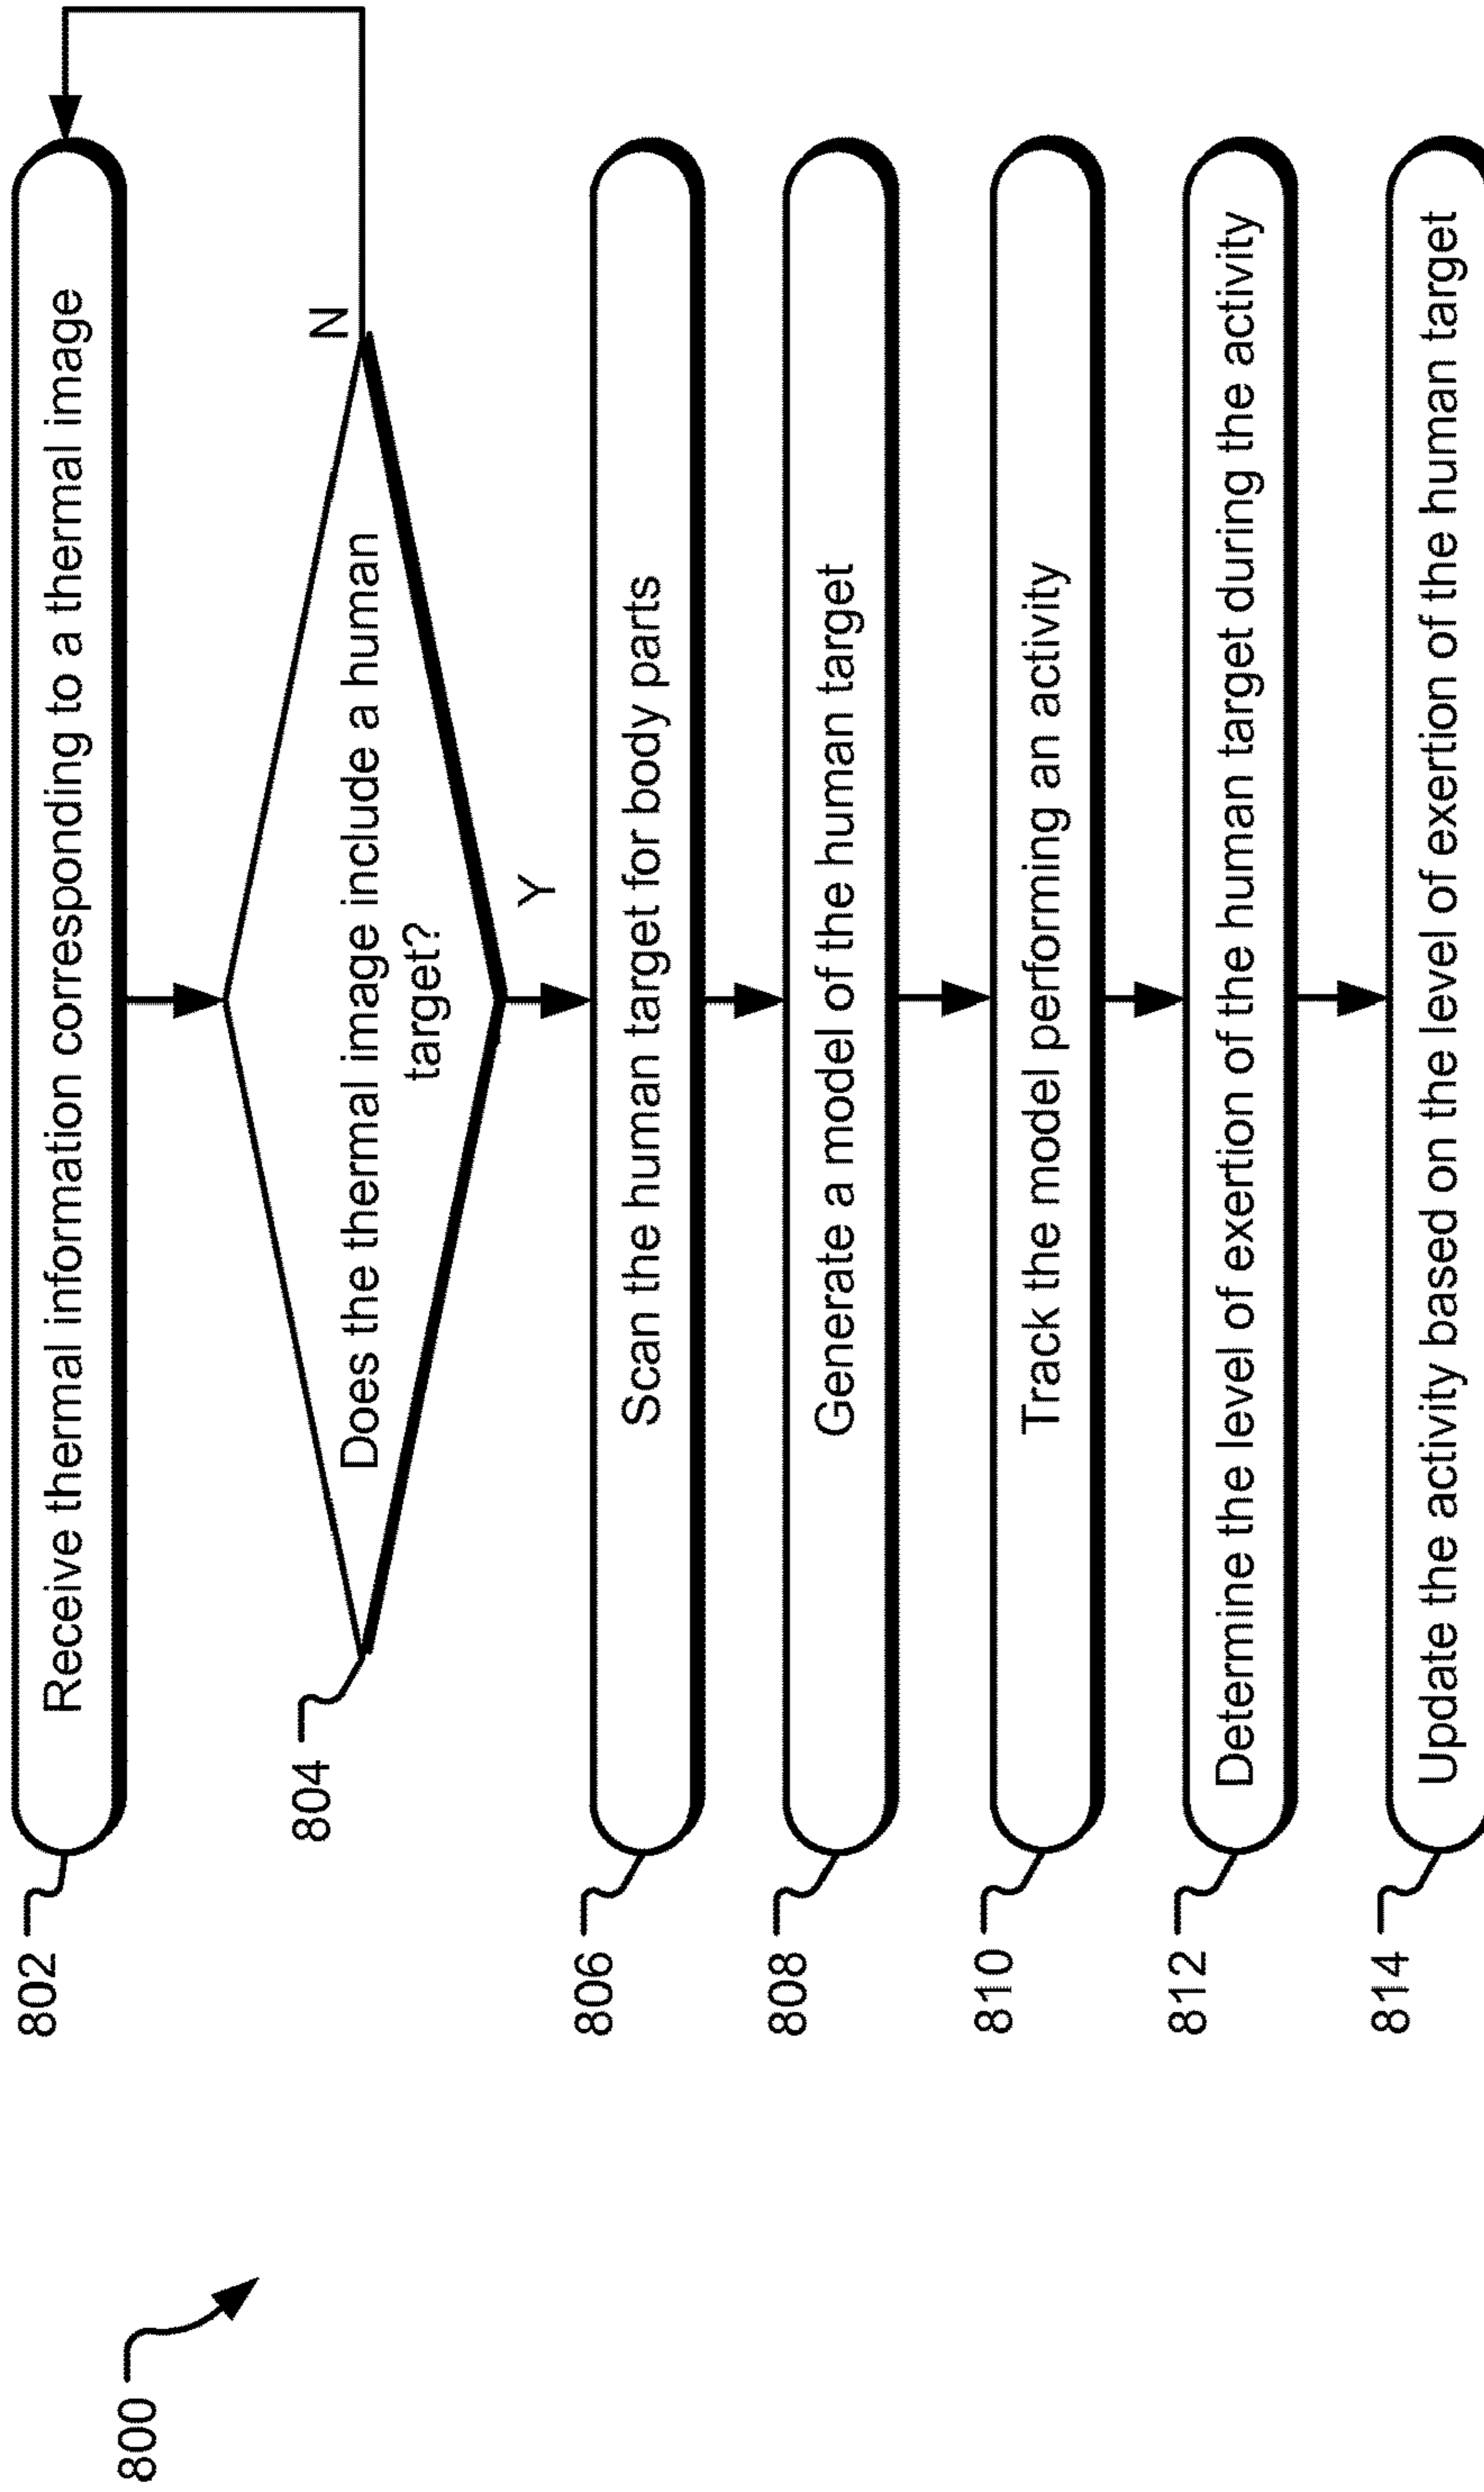 800
802
Receive thermal information corresponding to a thermal image
804
Does the thermal image include a human
target?
N
Y
806
Scan the human target for body parts
808
Generate a model of the human target
810
Track the model performing an activity
812
Determine the level of exertion of the human target during the activity
814
Update the activity based on the level of exertion of the human target